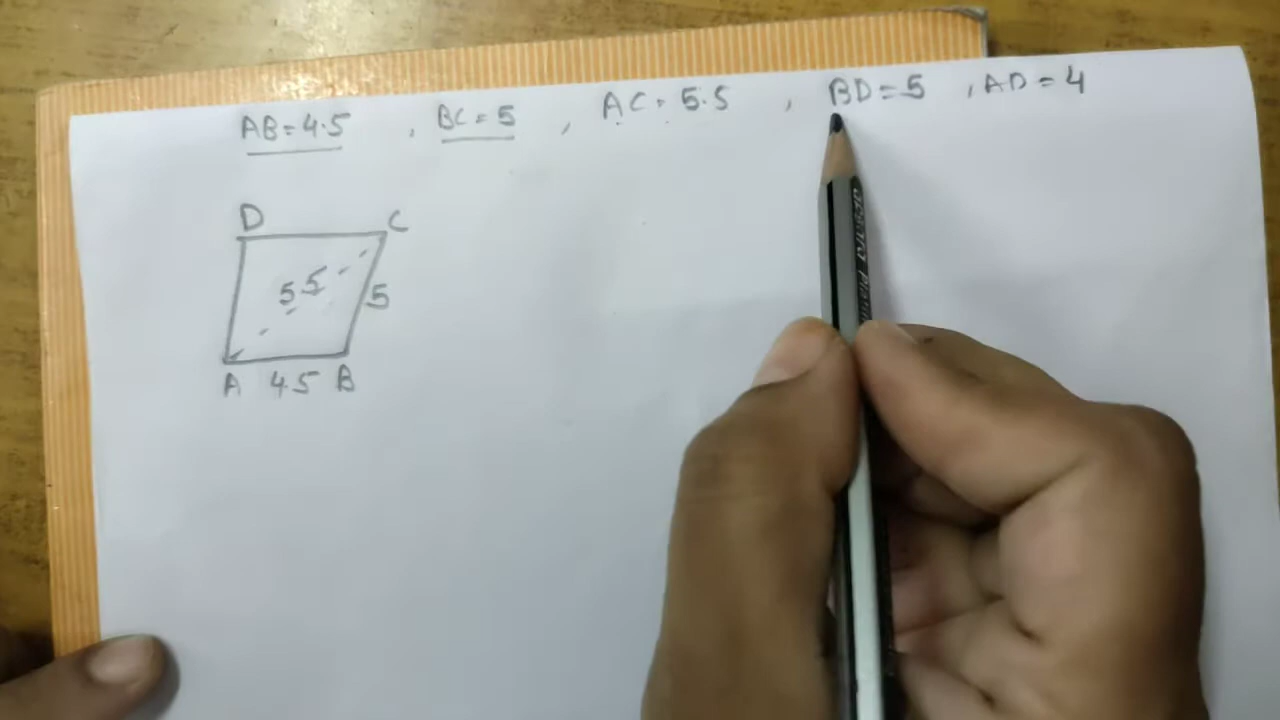 AB = 4.5 , BC = 5 , AC = 5.5 , BD = 5 , AD = 4
D C
5.5
5
A 4.5 B